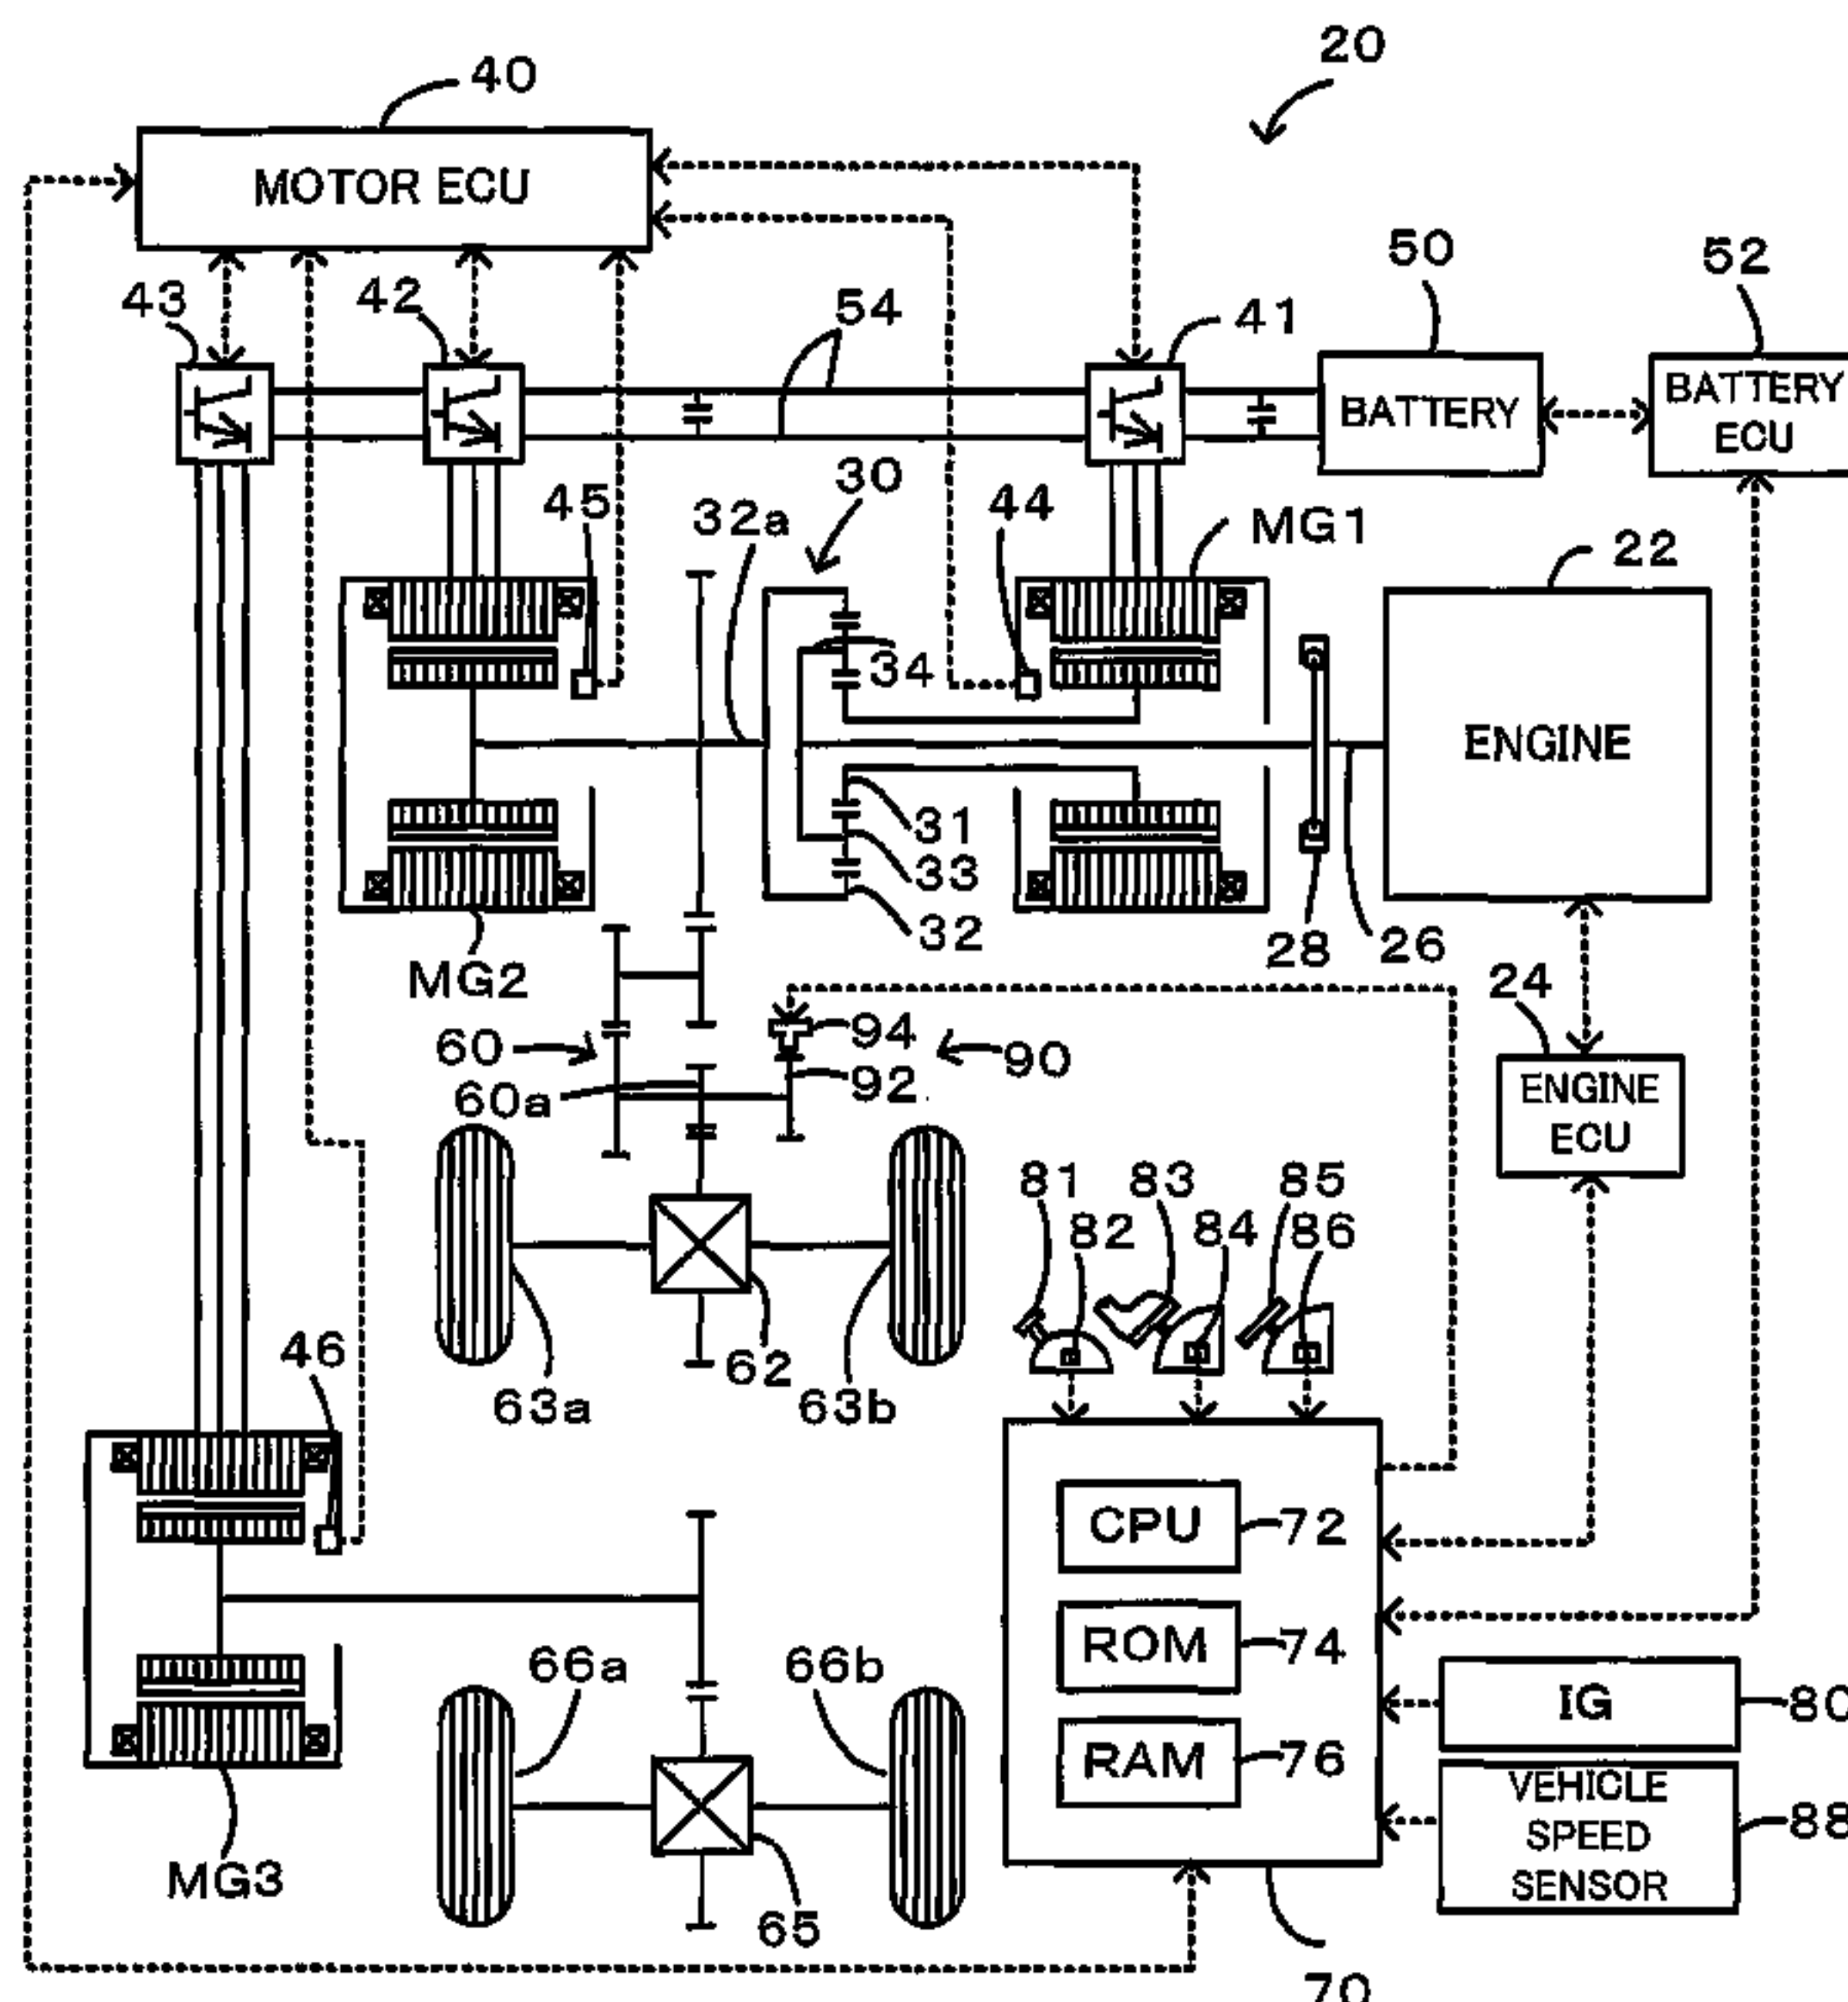 20
40
MOTOR ECU
50
52
43
42
54
41
BATTERY
BATTERY
ECU
30
45
32a
44
MG1
22
34
ENGINE
31
33
32
28
26
MG2
24
94
60
90
92
60a
ENGINE
ECU
81
83
85
82
84
86
46
62
63a
63b
CPU
72
ROM
74
66a
66b
IG
80
RAM
76
VEHICLE
SPEED
SENSOR
88
MG3
65
70